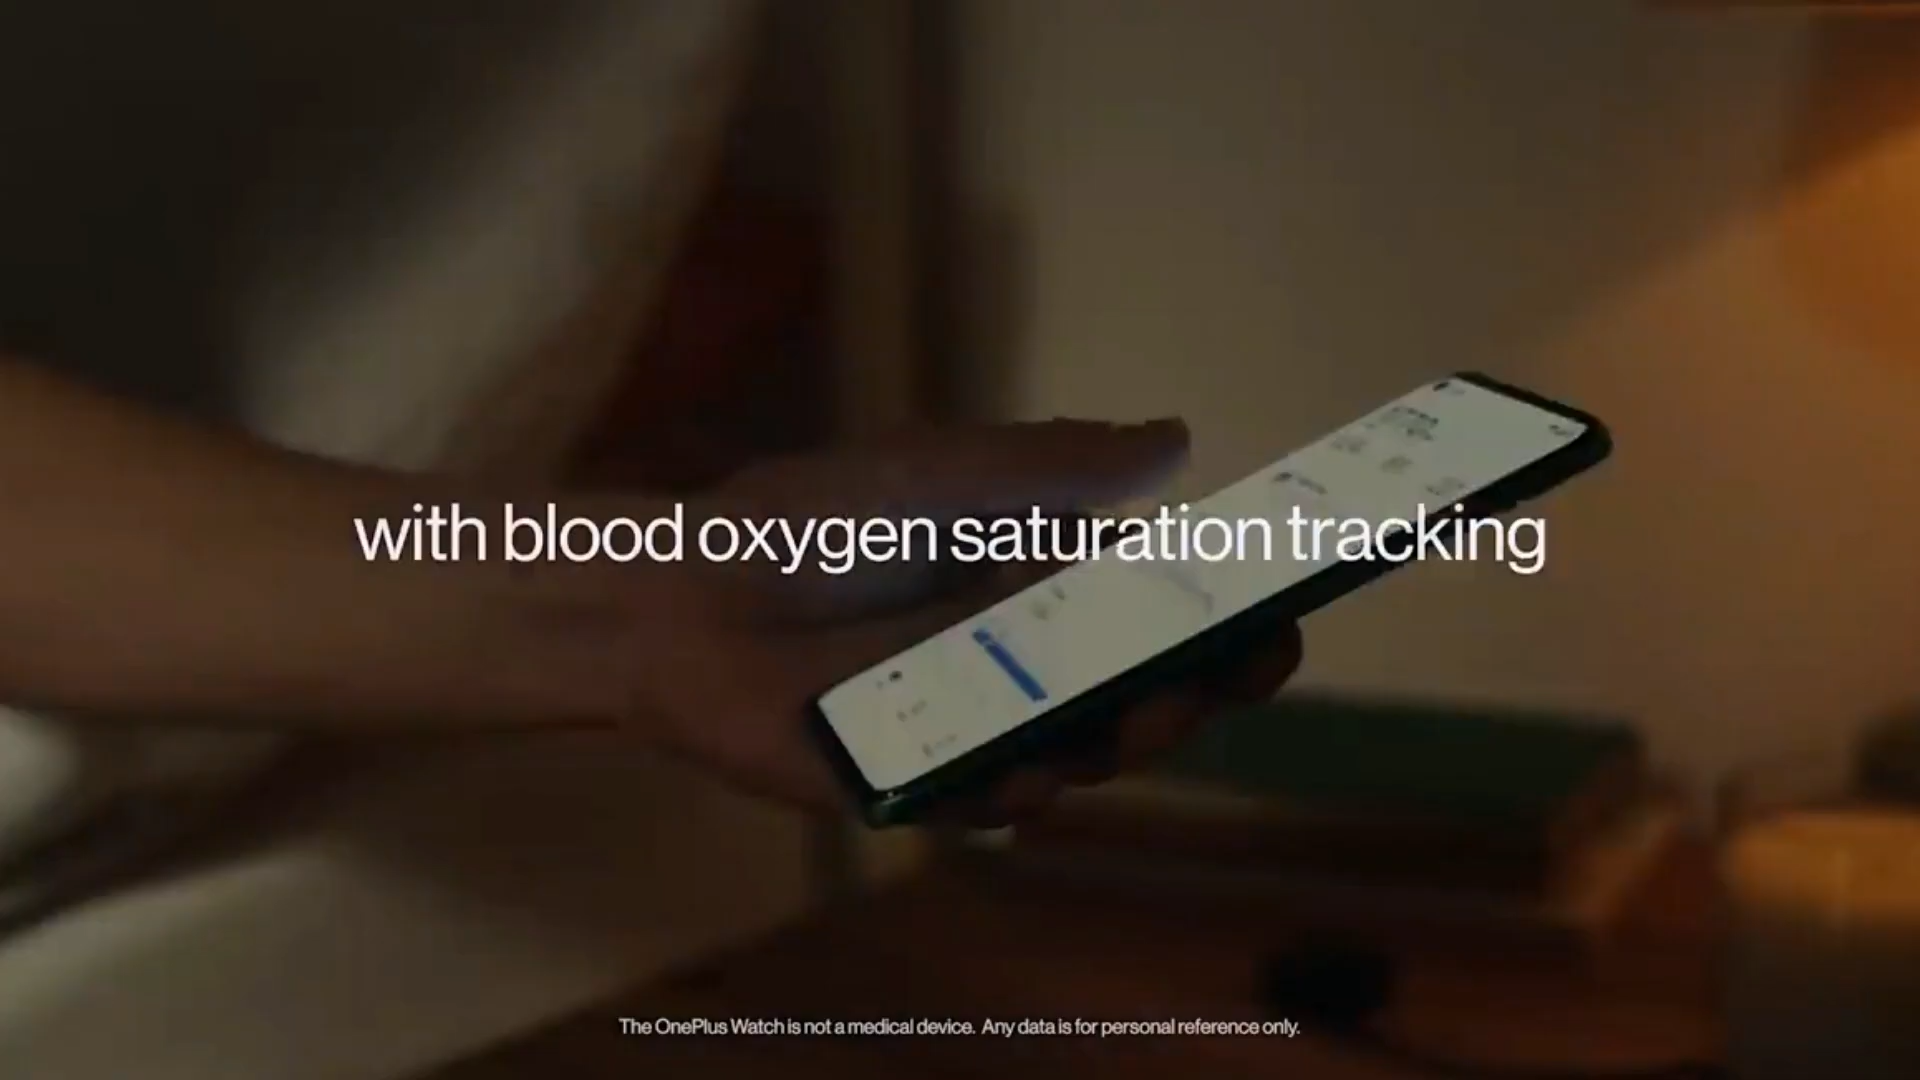 with blood oxygen saturation tracking
The OnePlus Watch is not a medical device. Any data is for personal reference only.